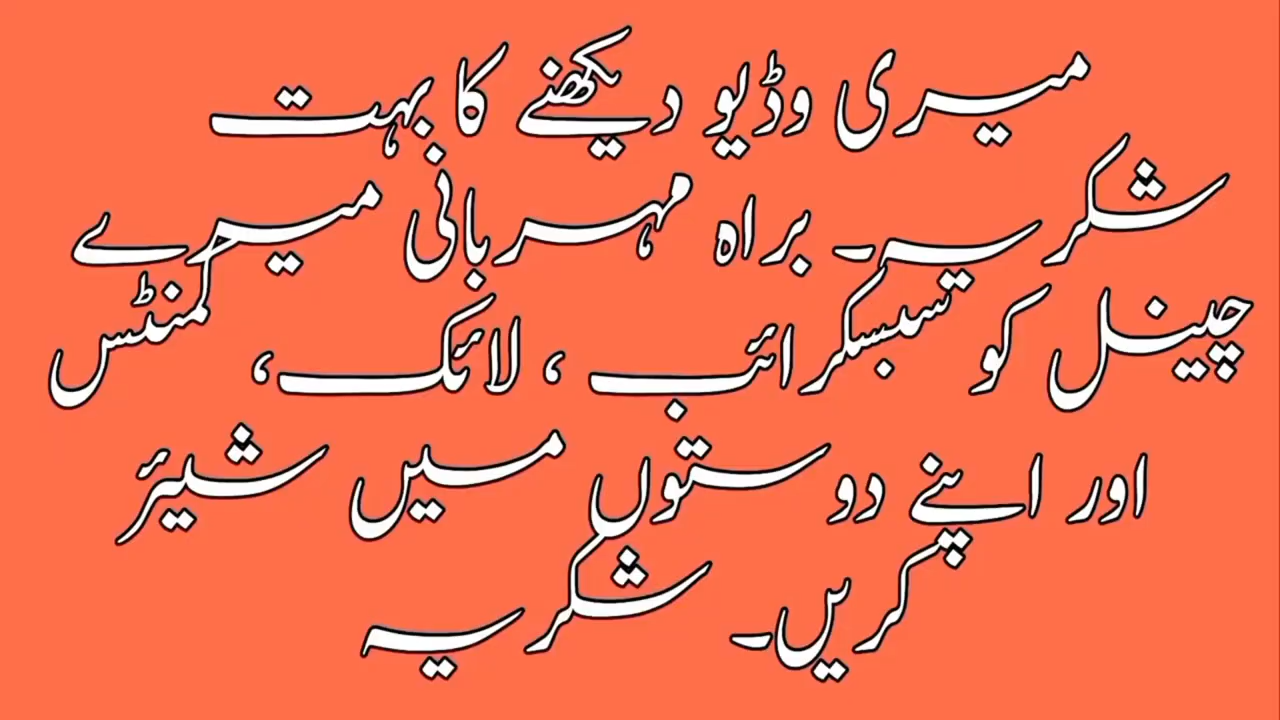 میری وڈیو دیکھنے کا بہت
شکریہ۔ براہ مہربانی میرے
چینل کو سبسکرائب ، لائک، کمنٹس
اور اپنے دوستوں میں شیئر
کریں۔ شکریہ